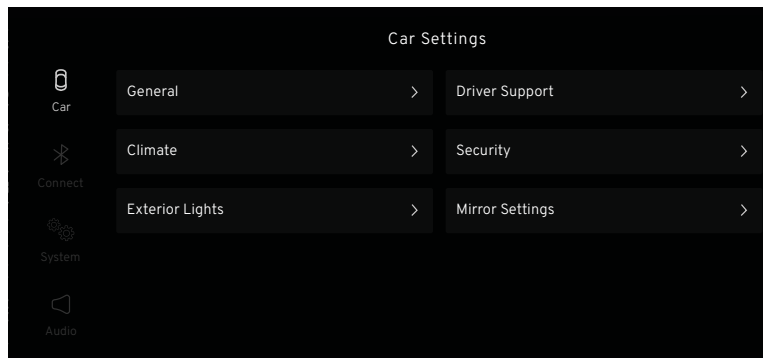 Car Settings
Car
General
Driver Support
Connect
Climate
Security
System
Exterior Lights
Mirror Settings
Audio